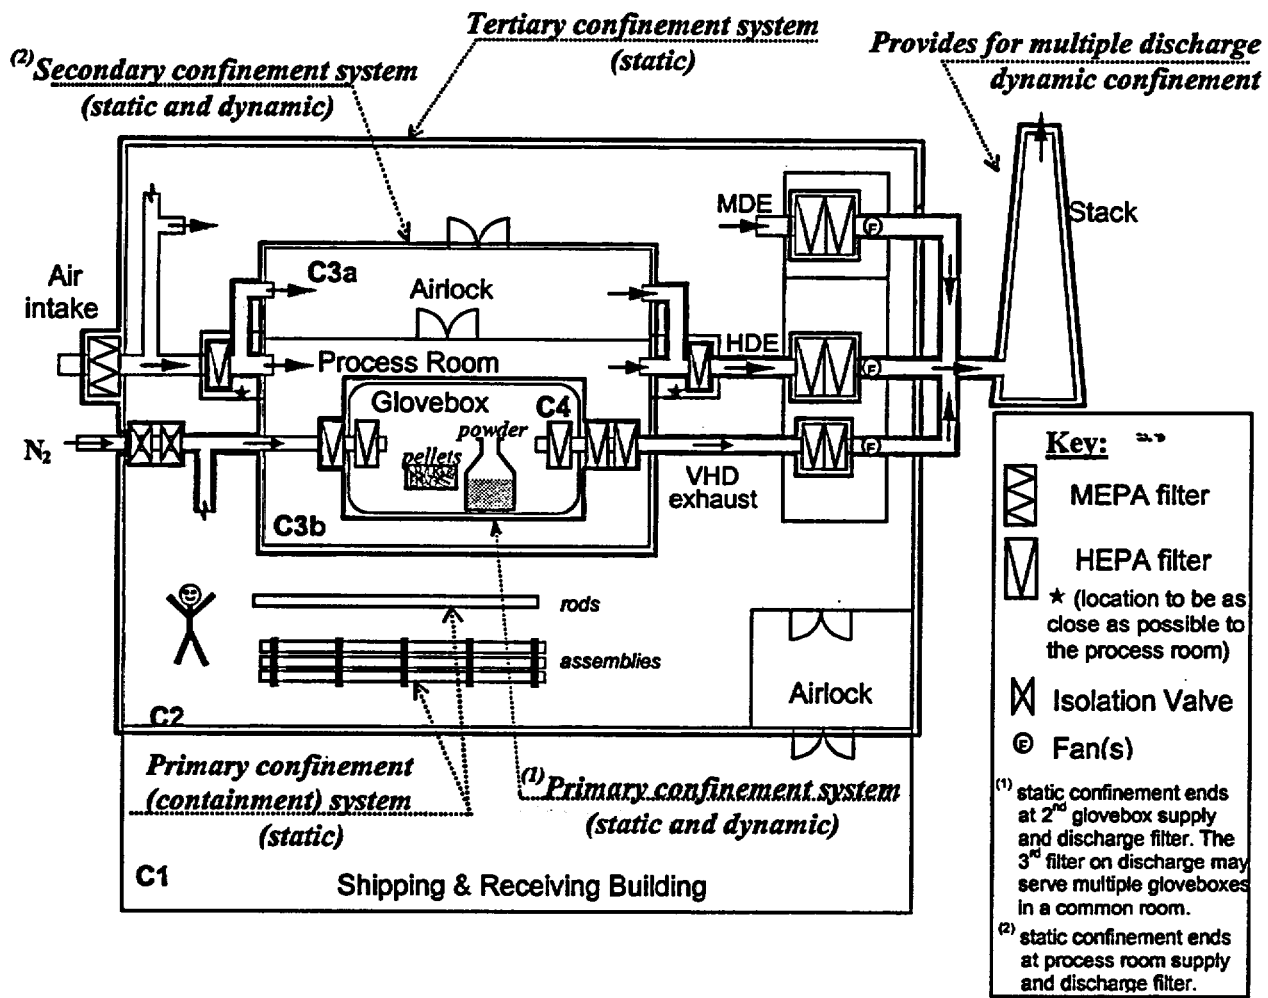 Tertiary confinement system
(static)
(2) Secondary confinement system
(static and dynamic)
Provides for multiple discharge
dynamic confinement
MDE
Stack
C3a
Air
intake
Airlock
HDE
Process Room
Glovebox
C4
powder
pellets
N2
VHD
exhaust
C3b
rods
assemblies
Airlock
C2
Primary confinement
(containment) system
(static)
(1) Primary confinement system
(static and dynamic)
C1
Shipping & Receiving Building
F
F
F
Key:
MEPA filter
HEPA filter
★ (location to be as
close as possible to
the process room)
Isolation Valve
F Fan(s)
(1) static confinement ends
at 2nd glovebox supply
and discharge filter. The
3rd filter on discharge may
serve multiple gloveboxes
in a common room.
(2) static confinement ends
at process room supply
and discharge filter.